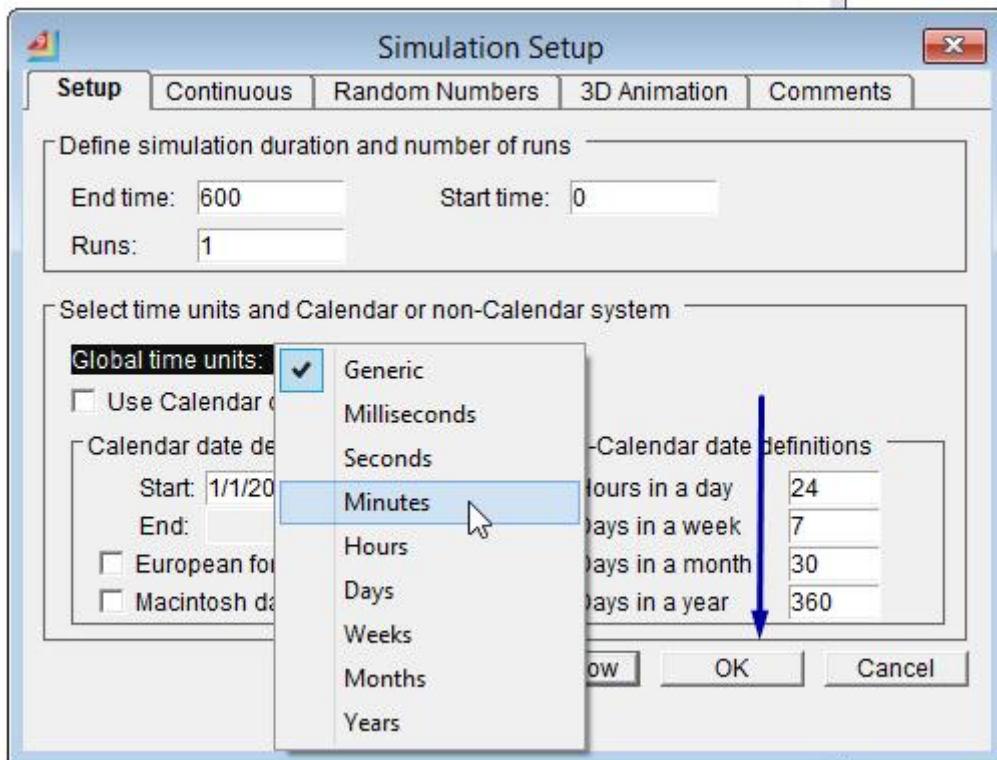 Simulation Setup
Setup Continuous Random Numbers 3D Animation Comments
Define simulation duration and number of runs
End time: 600 Start time: 0
Runs: 1
Select time units and Calendar or non-Calendar system
Global time units:
Generic
Milliseconds
Seconds
Minutes
Hours
Days
Weeks
Months
Years
Use Calendar
Calendar date
Start: 1/1/20
End:
European
Macintosh
-Calendar date definitions
Hours in a day 24
Days in a week 7
Days in a month 30
Days in a year 360
OK Cancel